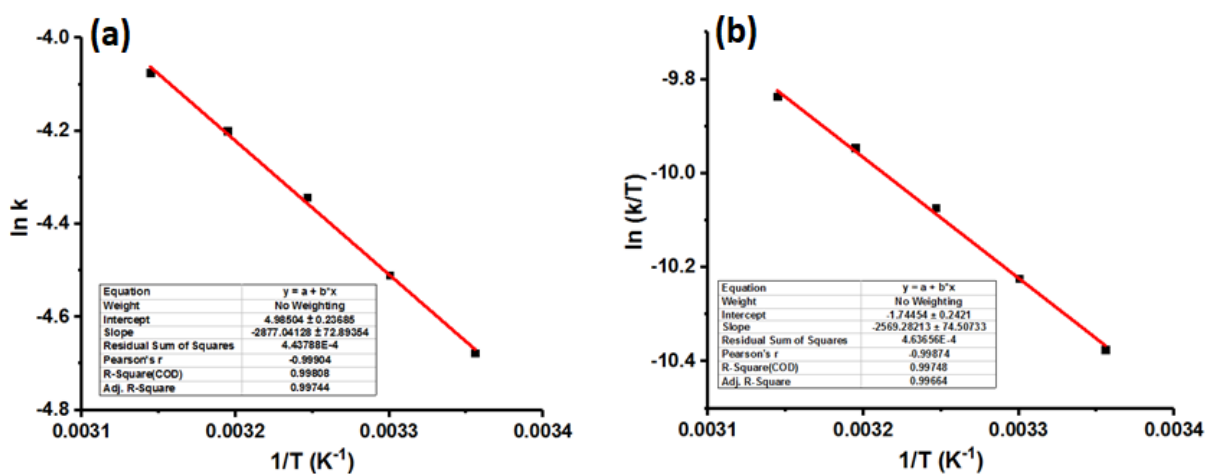 (a)
ln k
-4.0
-4.2
-4.4
-4.6
-4.8
Equation y = a + b*x
Weight No Weighting
Intercept 4.98504 ± 0.23685
Slope -2877.04128 ± 72.89354
Residual Sum of Squares 4.43788E-4
Pearson's r -0.99904
R-Square(COD) 0.99808
Adj. R-Square 0.99744
0.0031 0.0032 0.0033 0.0034
1/T (K⁻¹)
(b)
ln (k/T)
-9.8
-10.0
-10.2
-10.4
Equation y = a + b*x
Weight No Weighting
Intercept -1.74454 ± 0.2421
Slope -2569.28213 ± 74.50733
Residual Sum of Squares 4.63656E-4
Pearson's r -0.99874
R-Square(COD) 0.99748
Adj. R-Square 0.99664
0.0031 0.0032 0.0033 0.0034
1/T (K⁻¹)